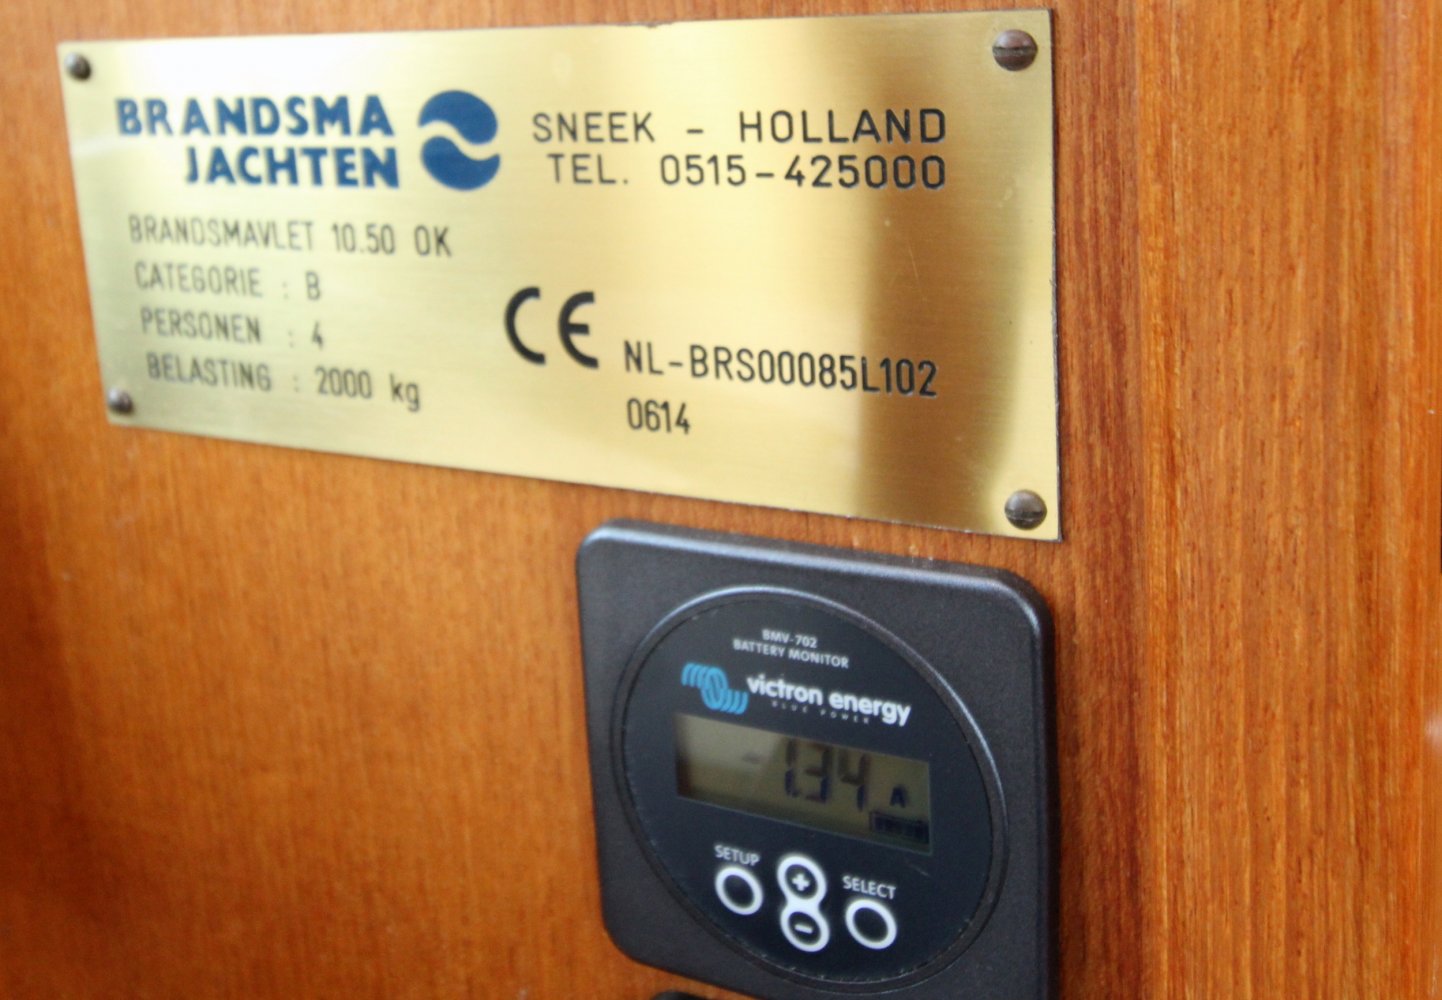 BRANDSMA
JACHTEN
SNEEK - HOLLAND
TEL. 0515-425000
BRANDSMAVLET 10.50 OK
CATEGORIE : B
PERSONEN : 4
BELASTING : 2000 kg
CE
NL-BRS00085L102
0614
BMV-702
BATTERY MONITOR
victron energy
BLUE POWER
-1.34 A
SETUP
+
SELECT
-